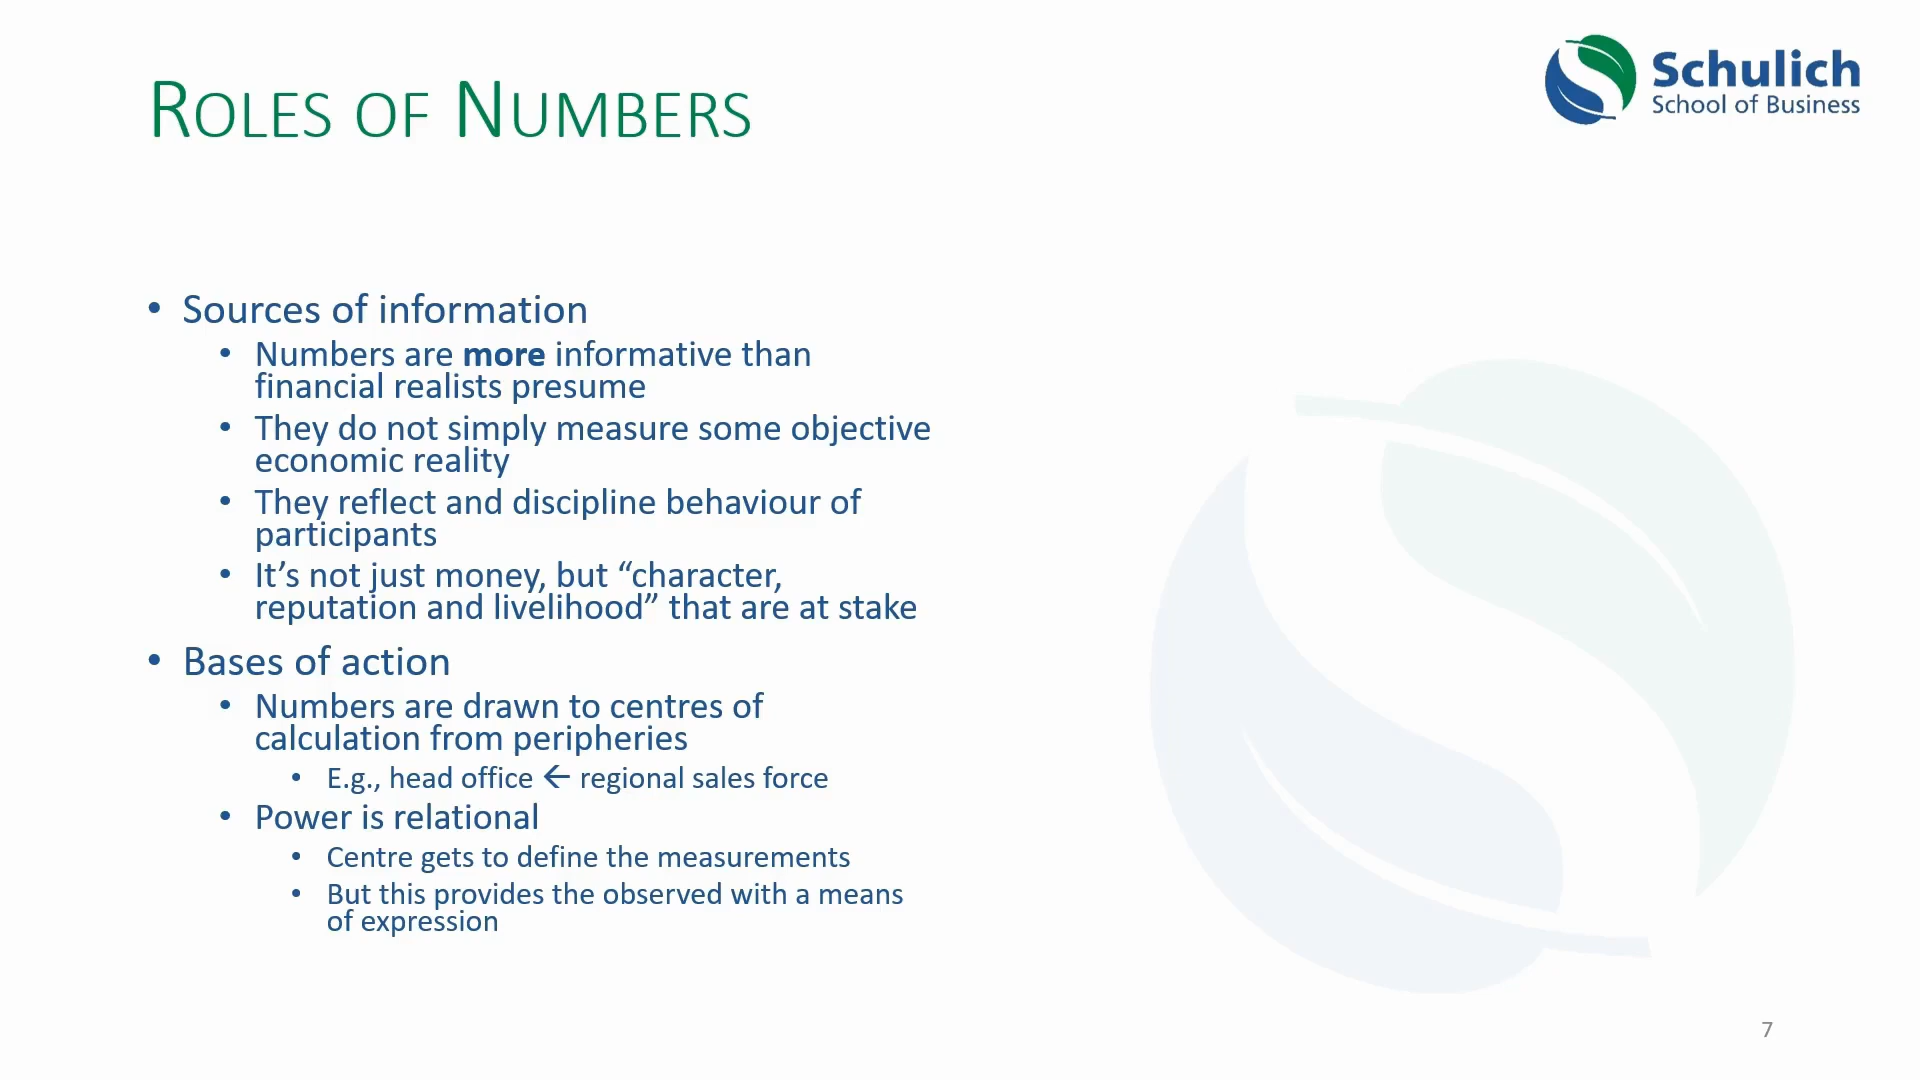 ROLES OF NUMBERS
Schulich
School of Business
• Sources of information
• Numbers are more informative than
financial realists presume
• They do not simply measure some objective
economic reality
• They reflect and discipline behaviour of
participants
• It’s not just money, but “character,
reputation and livelihood” that are at stake
• Bases of action
• Numbers are drawn to centres of
calculation from peripheries
• E.g., head office ← regional sales force
• Power is relational
• Centre gets to define the measurements
• But this provides the observed with a means
of expression
7